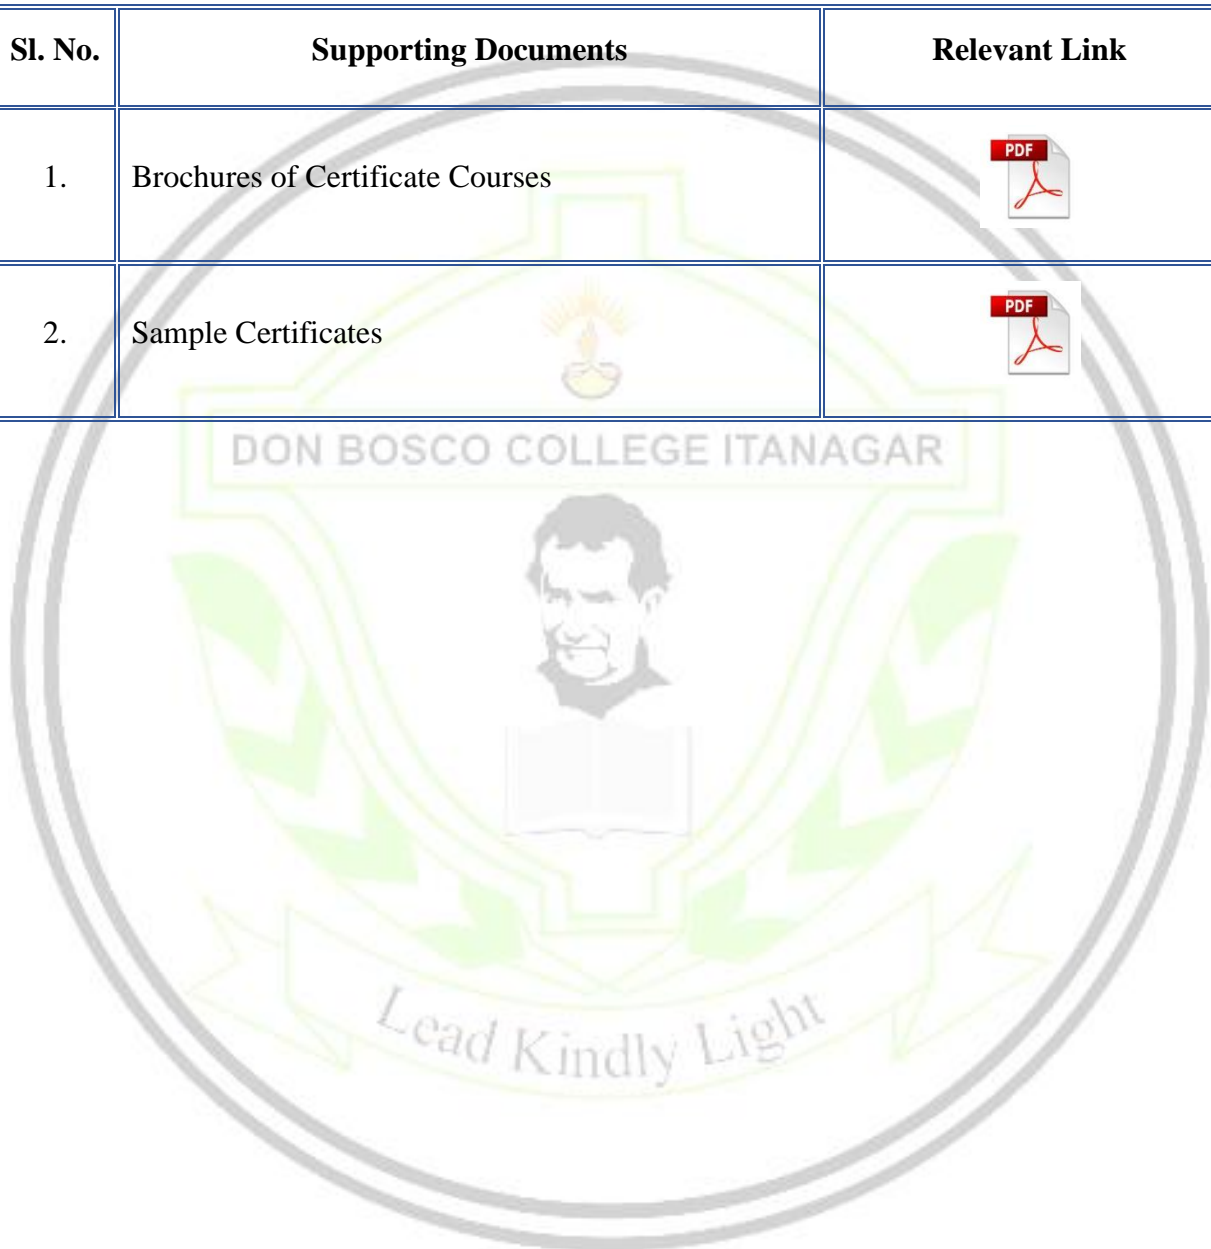 Sl. No. Supporting Documents Relevant Link
PDF
1. Brochures of Certificate Courses
PDF
2. Sample Certificates
DON BOSCO COLLEGE ITANAGAR
Lead Kindly Light